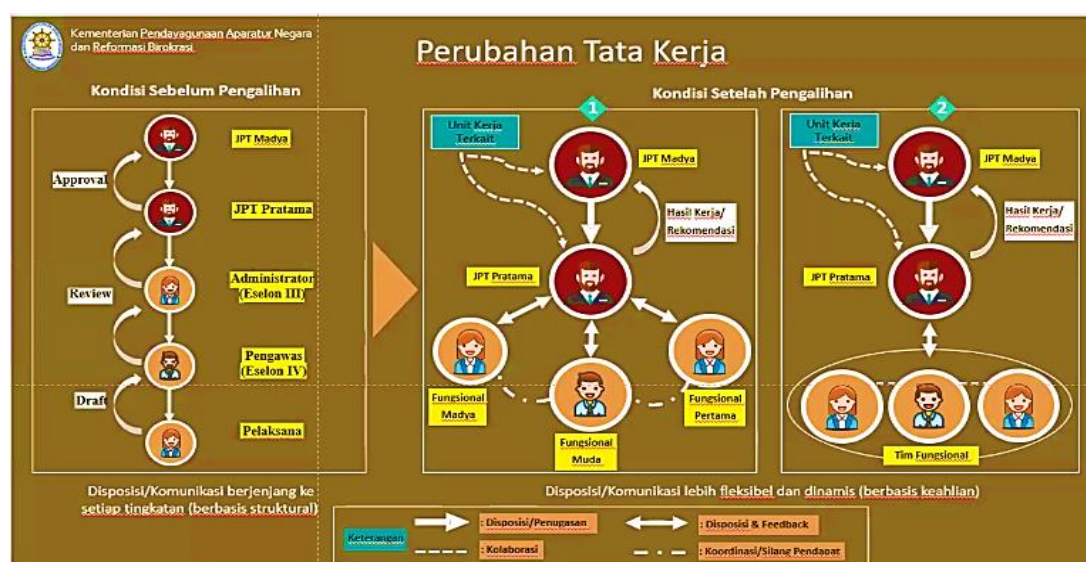 Kementerian Pendayagunaan Aparatur Negara
dan Reformasi Birokrasi
Perubahan Tata Kerja
Kondisi Sebelum Pengalihan
JPT Madya
Approval
JPT Pratama
Administrator
(Eselon III)
Review
Pengawas
(Eselon IV)
Draft
Pelaksana
Disposisi/Komunikasi berjenjang ke
setiap tingkatan (berbasis struktural)
Kondisi Setelah Pengalihan
1
Unit Kerja
Terkait
JPT Madya
Hasil Kerja/
Rekomendasi
JPT Pratama
Fungsional
Madya
Fungsional
Muda
Fungsional
Pertama
2
Unit Kerja
Terkait
JPT Madya
Hasil Kerja/
Rekomendasi
JPT Pratama
Tim Fungsional
Disposisi/Komunikasi lebih fleksibel dan dinamis (berbasis keahlian)
Keterangan
: Disposisi/Penugasan
: Disposisi & Feedback
: Kolaborasi
: Koordinasi/Silang Pendapat